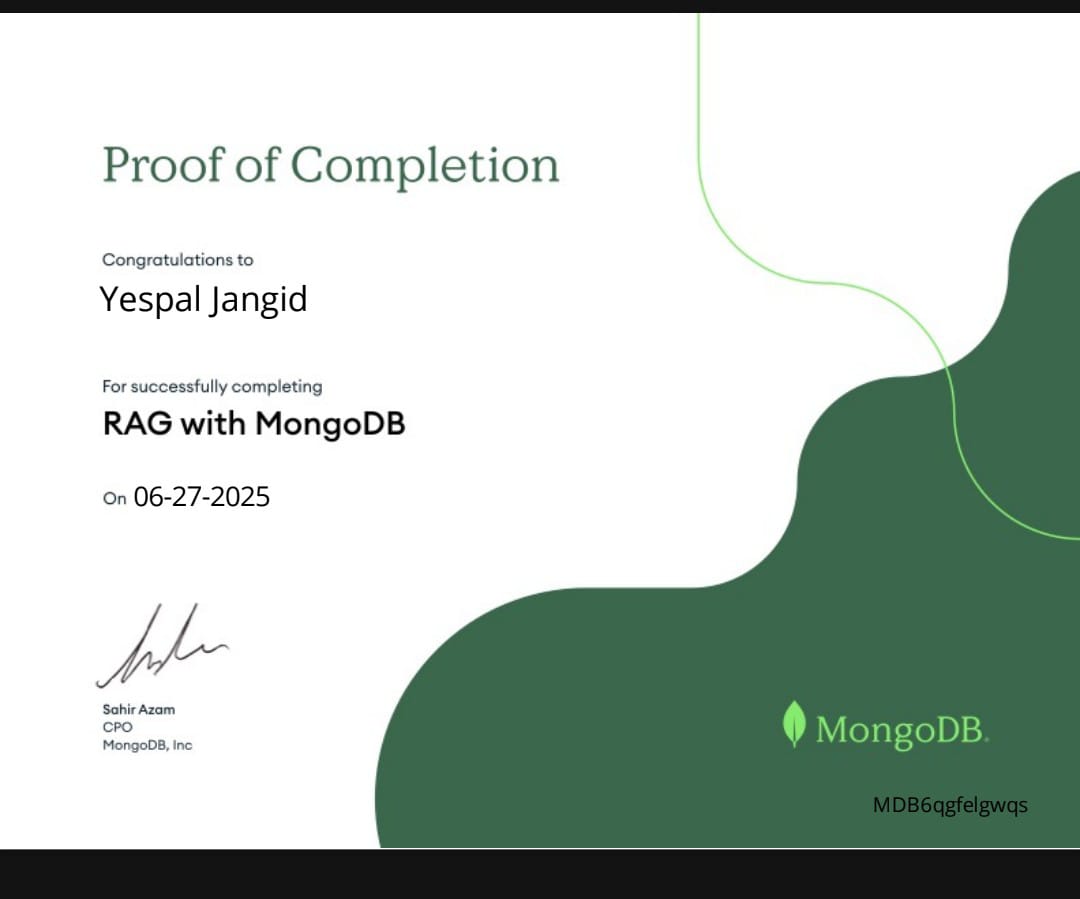 Proof of Completion
Congratulations to
Yespal Jangid
For successfully completing
RAG with MongoDB
On 06-27-2025
Sahir Azam
CPO
MongoDB, Inc
MongoDB.
MDB6qgfelgwqs